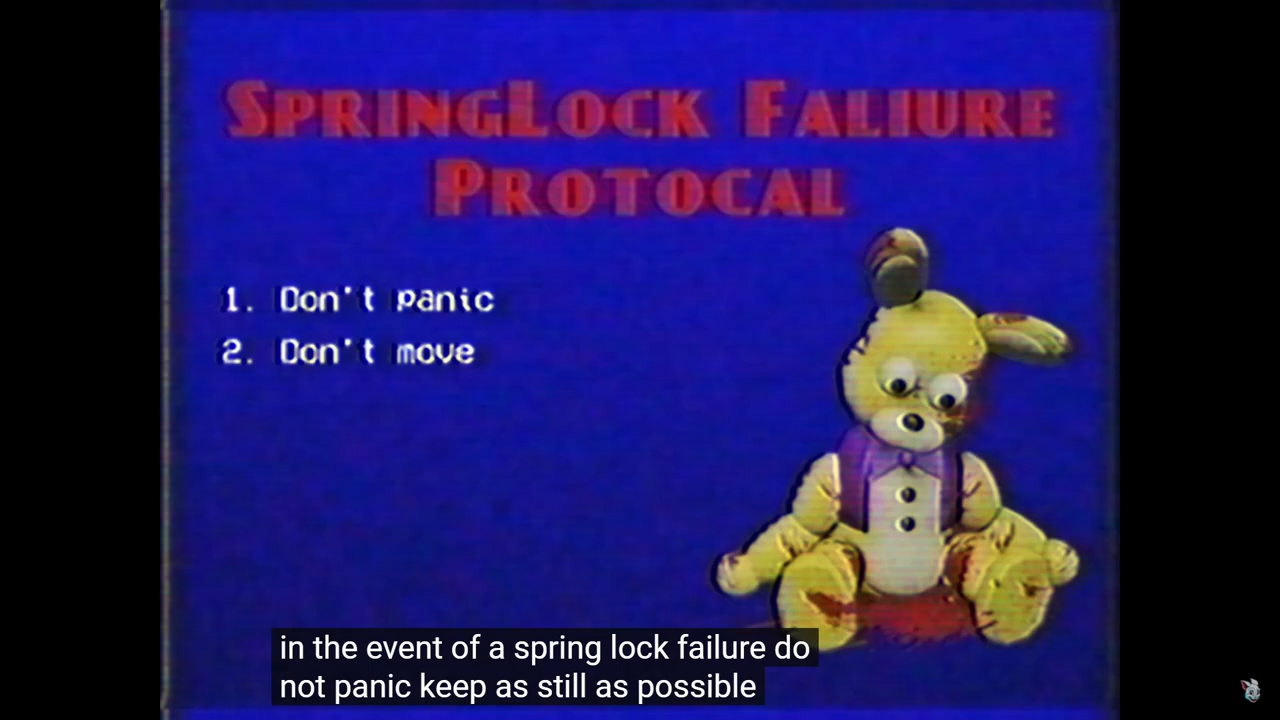 SpringLock Faliure
Protocal
1. Don't panic
2. Don't move
in the event of a spring lock failure do
not panic keep as still as possible